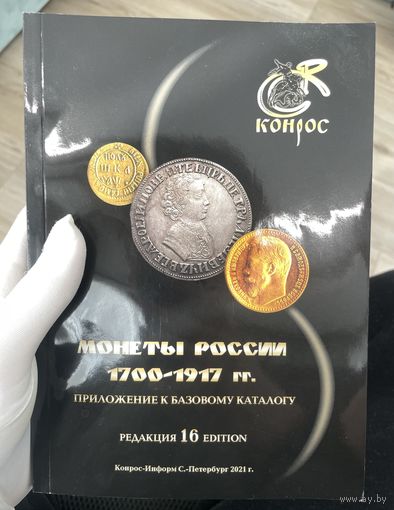 CR
КОНРОС
МОНЕТЫ РОССИИ
1700-1917 гг.
ПРИЛОЖЕНИЕ К БАЗОВОМУ КАТАЛОГУ
РЕДАКЦИЯ 16 EDITION
Конрос-Информ С.-Петербург 2021 г.
www.ay.by